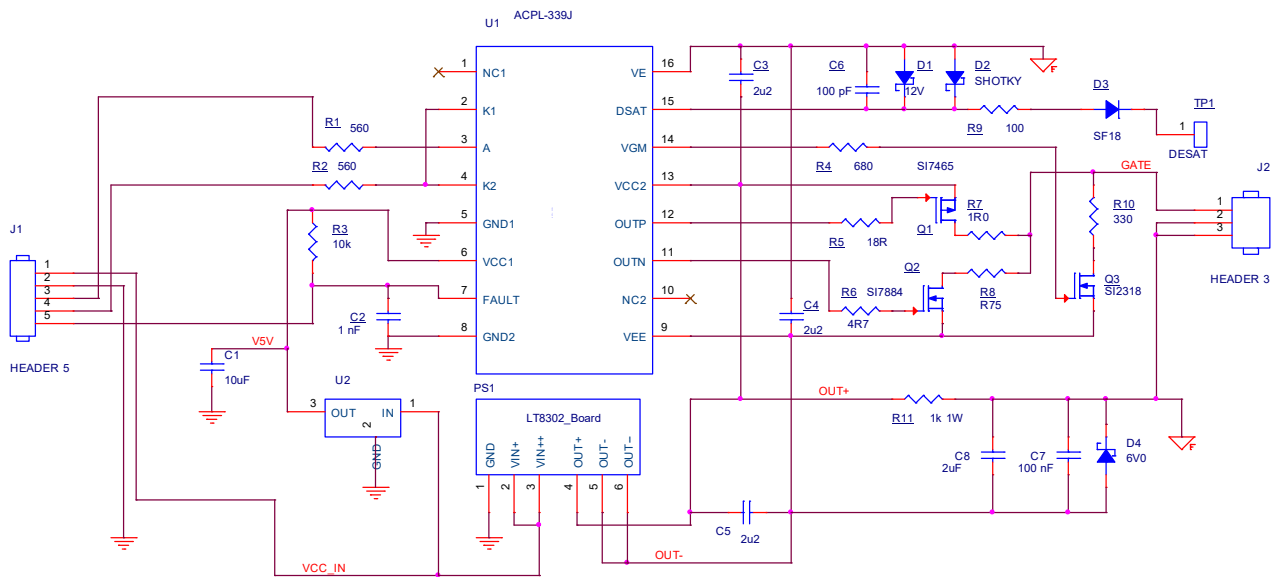 ACPL-339J
U1
1 NC1
2 K1
3 A
4 K2
5 GND1
6 VCC1
7 FAULT
8 GND2
VE 16
DSAT 15
VGM 14
VCC2 13
OUTP 12
OUTN 11
NC2 10
VEE 9
C3
2u2
C6
100 pF
D1
12V
D2
SHOTKY
R9
100
D3
SF18
TP1
1
DESAT
R1 560
R2 560
R3
10k
R4 680
SI7465
Q1
R5 18R
R7
1R0
GATE
R10
330
J2
1
2
3
HEADER 3
Q2
SI7884
R6
4R7
R8
R75
Q3
SI2318
C4
2u2
J1
1
2
3
4
5
HEADER 5
C2
1 nF
V5V
C1
10uF
U2
3 OUT IN 1
2
GND
PS1
LT8302_Board
GND
VIN+
VIN++
OUT+
OUT-
OUT--
1
2
3
4
5
6
OUT+
R11 1k 1W
C8
2uF
C7
100 nF
D4
6V0
C5
2u2
OUT-
VCC_IN
F
F